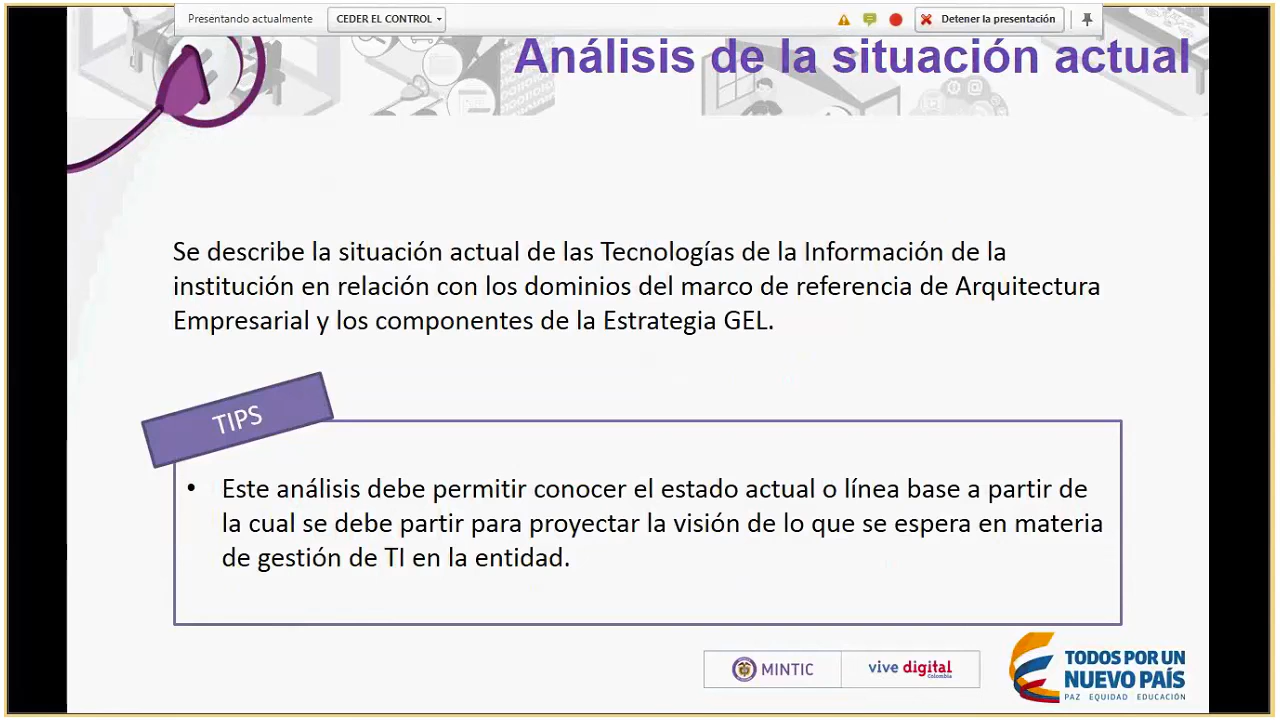 Presentando actualmente
CEDER EL CONTROL
Detener la presentación
Análisis de la situación actual
Se describe la situación actual de las Tecnologías de la Información de la
institución en relación con los dominios del marco de referencia de Arquitectura
Empresarial y los componentes de la Estrategia GEL.
TIPS
• Este análisis debe permitir conocer el estado actual o línea base a partir de
la cual se debe partir para proyectar la visión de lo que se espera en materia
de gestión de TI en la entidad.
MINTIC
vive digital
Colombia
TODOS POR UN
NUEVO PAÍS
PAZ EQUIDAD EDUCACIÓN